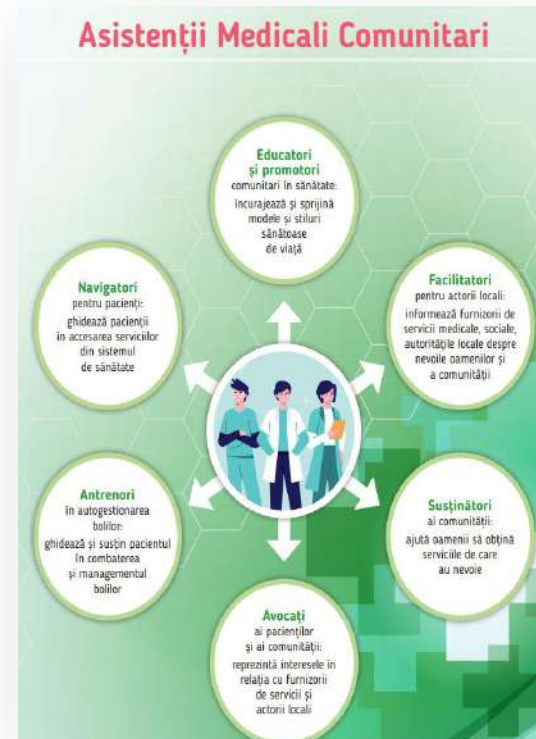 Asistenții Medicali Comunitari
Educatori
și promotori
comunitari în sănătate:
încurajează și sprijină
modele și stiluri
sănătoase
de viață
Navigatori
pentru pacienți:
ghidează pacienții
în accesarea serviciilor
din sistemul
de sănătate
Facilitatori
pentru actorii locali:
informează furnizorii de
servicii medicale, sociale,
autoritățile locale despre
nevoile oamenilor și
a comunității
Antrenori
în autogestionarea
bolilor:
ghidează și susțin pacientul
în combaterea
și managementul
bolilor
Susținători
ai comunității:
ajută oamenii să obțină
serviciile de care
au nevoie
Avocați
ai pacienților
și ai comunității:
reprezintă interesele în
relația cu furnizorii
de servicii și
actorii locali